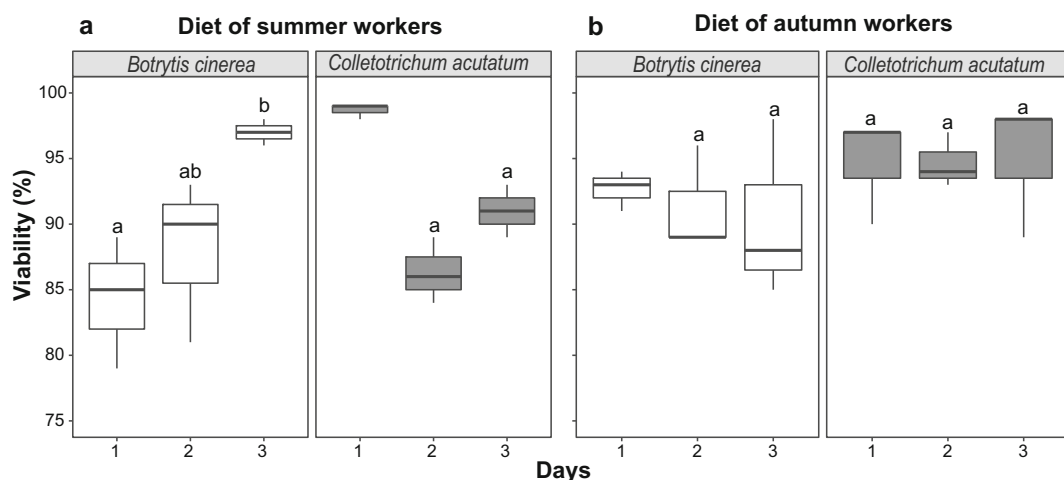 a Diet of summer workers
b Diet of autumn workers
Botrytis cinerea
Colletotrichum acutatum
Botrytis cinerea
Colletotrichum acutatum
Viability (%)
100
95
90
85
80
75
a
ab
b
a
a
a
a
a
a
a
1 2 3
1 2 3
1 2 3
1 2 3
Days